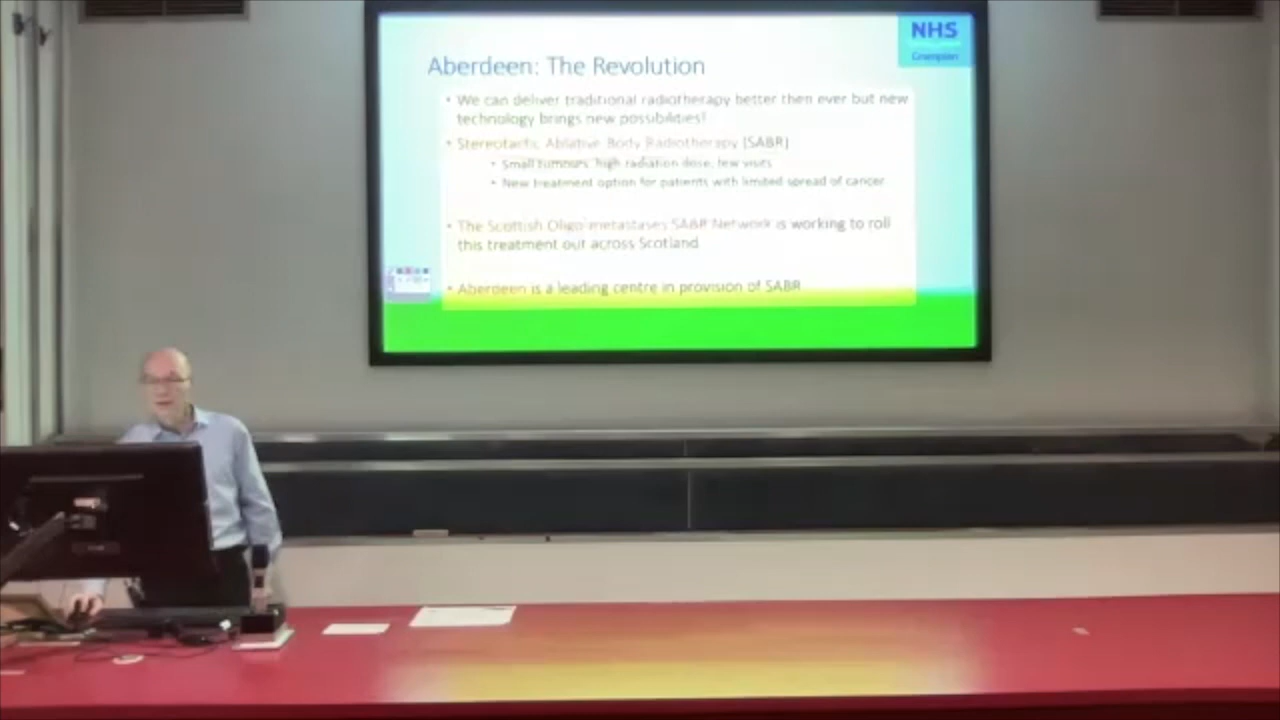 NHS
Grampian
Aberdeen: The Revolution
• We can deliver traditional radiotherapy better then ever but new
technology brings new possibilities!
• Stereotactic Ablative Body Radiotherapy (SABR)
• Small tumours, high radiation dose, few visits
• New treatment option for patients with limited spread of cancer
• The Scottish Oligo-metastases SABR Network is working to roll
this treatment out across Scotland
• Aberdeen is a leading centre in provision of SABR